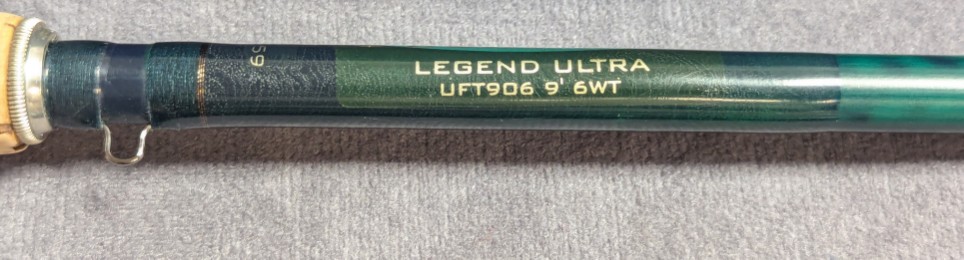 LEGEND ULTRA
UFT906 9' 6WT